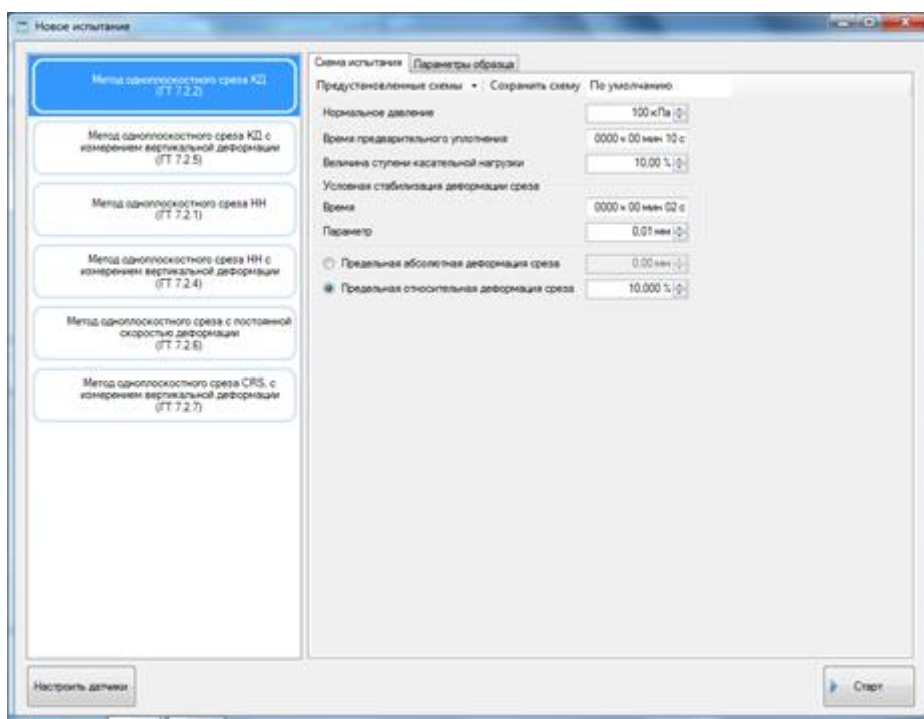 Новое испытание
Метод одноплоскостного среза КД
(ГТ 7.2.2)
Метод одноплоскостного среза КД с
измерением вертикальной деформации
(ГТ 7.2.5)
Метод одноплоскостного среза НН
(ГТ 7.2.1)
Метод одноплоскостного среза НН с
измерением вертикальной деформации
(ГТ 7.2.4)
Метод одноплоскостного среза с постоянной
скоростью деформации
(ГТ 7.2.6)
Метод одноплоскостного среза CRS, с
измерением вертикальной деформации
(ГТ 7.2.7)
Настроить датчики
Схема испытания Параметры образца
Предустановленные схемы Сохранить схему По умолчанию
Нормальное давление 100 кПа
Время предварительного уплотнения 0000 ч 00 мин 10 с
Величина ступени касательной нагрузки 10,00 %
Условная стабилизация деформации среза
Время 0000 ч 00 мин 02 с
Параметр 0.01 мм
Предельная абсолютная деформация среза 0.00 мм
Предельная относительная деформация среза 10.000 %
Старт